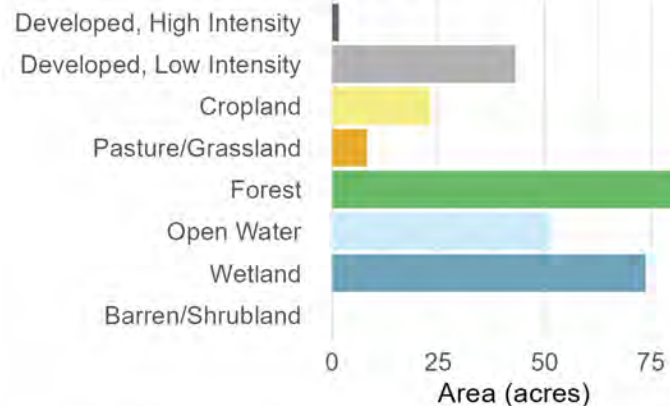 Developed, High Intensity
Developed, Low Intensity
Cropland
Pasture/Grassland
Forest
Open Water
Wetland
Barren/Shrubland
0 25 50 75
Area (acres)